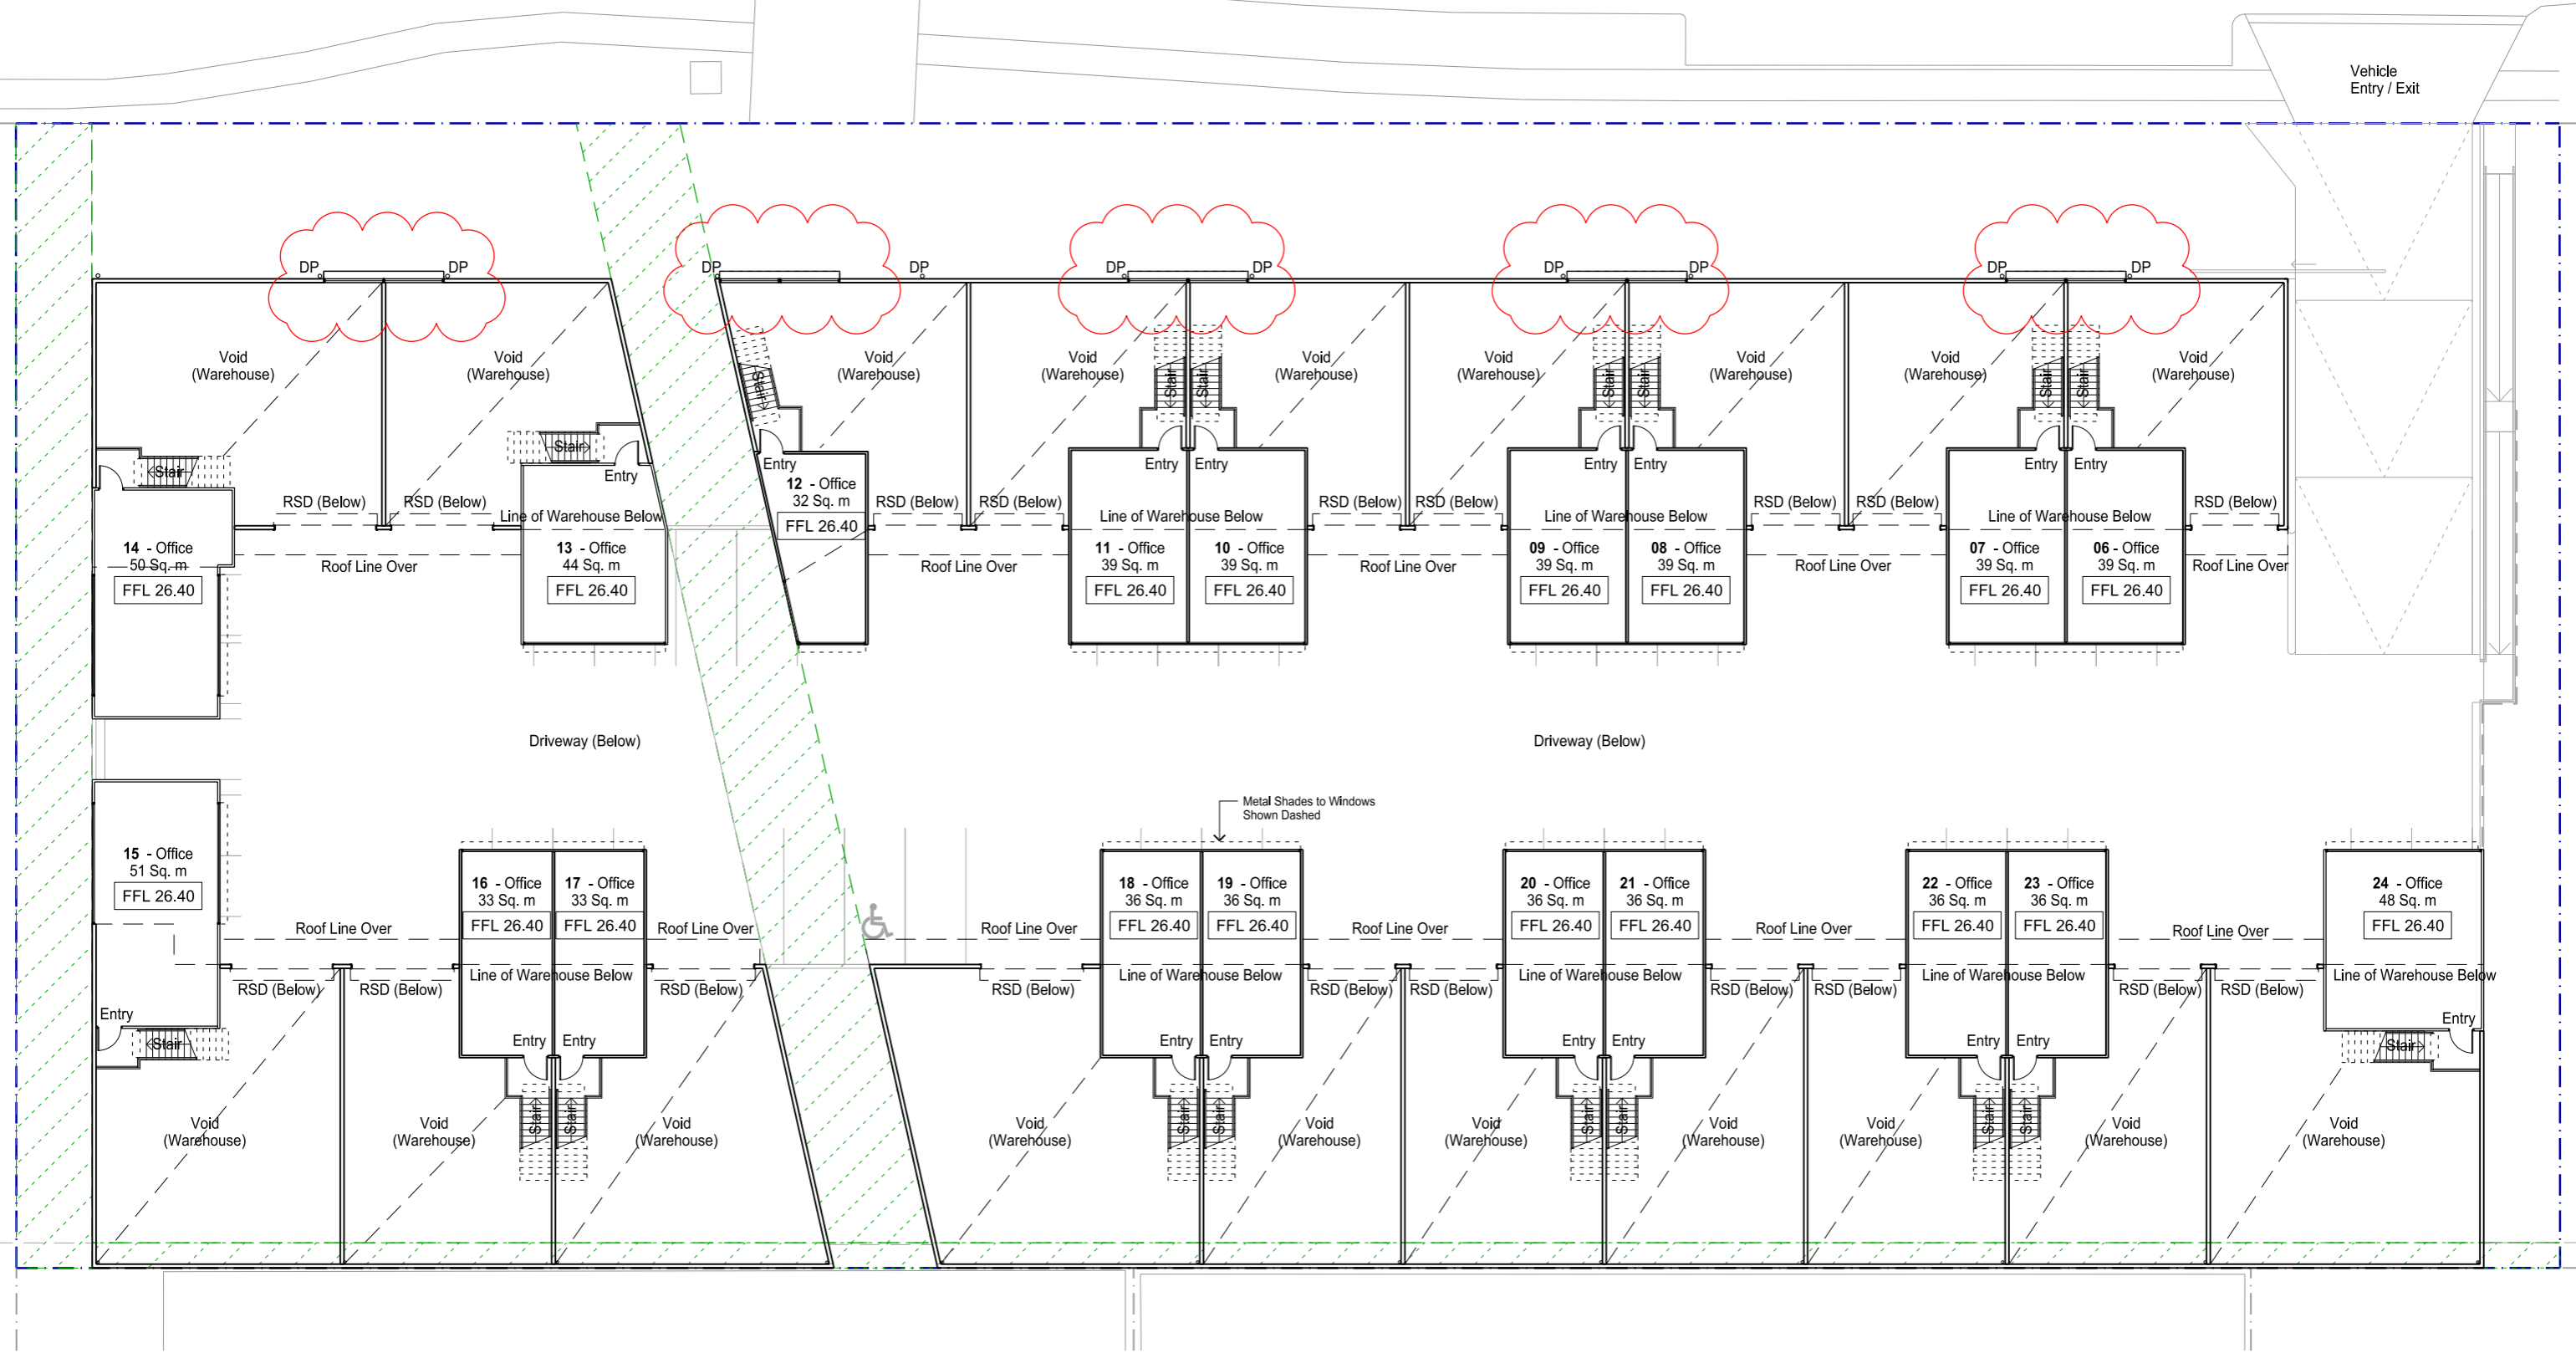 Vehicle
Entry / Exit
DP
DP
DP
DP
DP
DP
DP
DP
DP
DP
Void
(Warehouse)
Void
(Warehouse)
Void
(Warehouse)
Void
(Warehouse)
Void
(Warehouse)
Void
(Warehouse)
Void
(Warehouse)
Void
(Warehouse)
Void
(Warehouse)
Stair
Stair
Stair
Stair
Stair
Stair
Stair
Stair
Stair
Entry
Entry
Entry
Entry
Entry
Entry
Entry
Entry
RSD (Below)
RSD (Below)
RSD (Below)
RSD (Below)
RSD (Below)
RSD (Below)
RSD (Below)
RSD (Below)
RSD (Below)
Line of Warehouse Below
Line of Warehouse Below
Line of Warehouse Below
Line of Warehouse Below
14 - Office
50 Sq. m
FFL 26.40
Roof Line Over
13 - Office
44 Sq. m
FFL 26.40
12 - Office
32 Sq. m
FFL 26.40
Roof Line Over
11 - Office
39 Sq. m
FFL 26.40
10 - Office
39 Sq. m
FFL 26.40
Roof Line Over
09 - Office
39 Sq. m
FFL 26.40
08 - Office
39 Sq. m
FFL 26.40
Roof Line Over
07 - Office
39 Sq. m
FFL 26.40
06 - Office
39 Sq. m
FFL 26.40
Roof Line Over
Driveway (Below)
Driveway (Below)
Metal Shades to Windows
Shown Dashed
15 - Office
51 Sq. m
FFL 26.40
Roof Line Over
16 - Office
33 Sq. m
FFL 26.40
17 - Office
33 Sq. m
FFL 26.40
Roof Line Over
Roof Line Over
18 - Office
36 Sq. m
FFL 26.40
19 - Office
36 Sq. m
FFL 26.40
Roof Line Over
20 - Office
36 Sq. m
FFL 26.40
21 - Office
36 Sq. m
FFL 26.40
Roof Line Over
22 - Office
36 Sq. m
FFL 26.40
23 - Office
36 Sq. m
FFL 26.40
Roof Line Over
24 - Office
48 Sq. m
FFL 26.40
Line of Warehouse Below
Line of Warehouse Below
Line of Warehouse Below
Line of Warehouse Below
Line of Warehouse Below
RSD (Below)
RSD (Below)
RSD (Below)
RSD (Below)
RSD (Below)
RSD (Below)
RSD (Below)
RSD (Below)
RSD (Below)
RSD (Below)
Entry
Entry
Entry
Entry
Entry
Entry
Entry
Entry
Entry
Entry
Stair
Stair
Stair
Stair
Stair
Stair
Stair
Stair
Stair
Stair
Void
(Warehouse)
Void
(Warehouse)
Void
(Warehouse)
Void
(Warehouse)
Void
(Warehouse)
Void
(Warehouse)
Void
(Warehouse)
Void
(Warehouse)
Void
(Warehouse)
Void
(Warehouse)